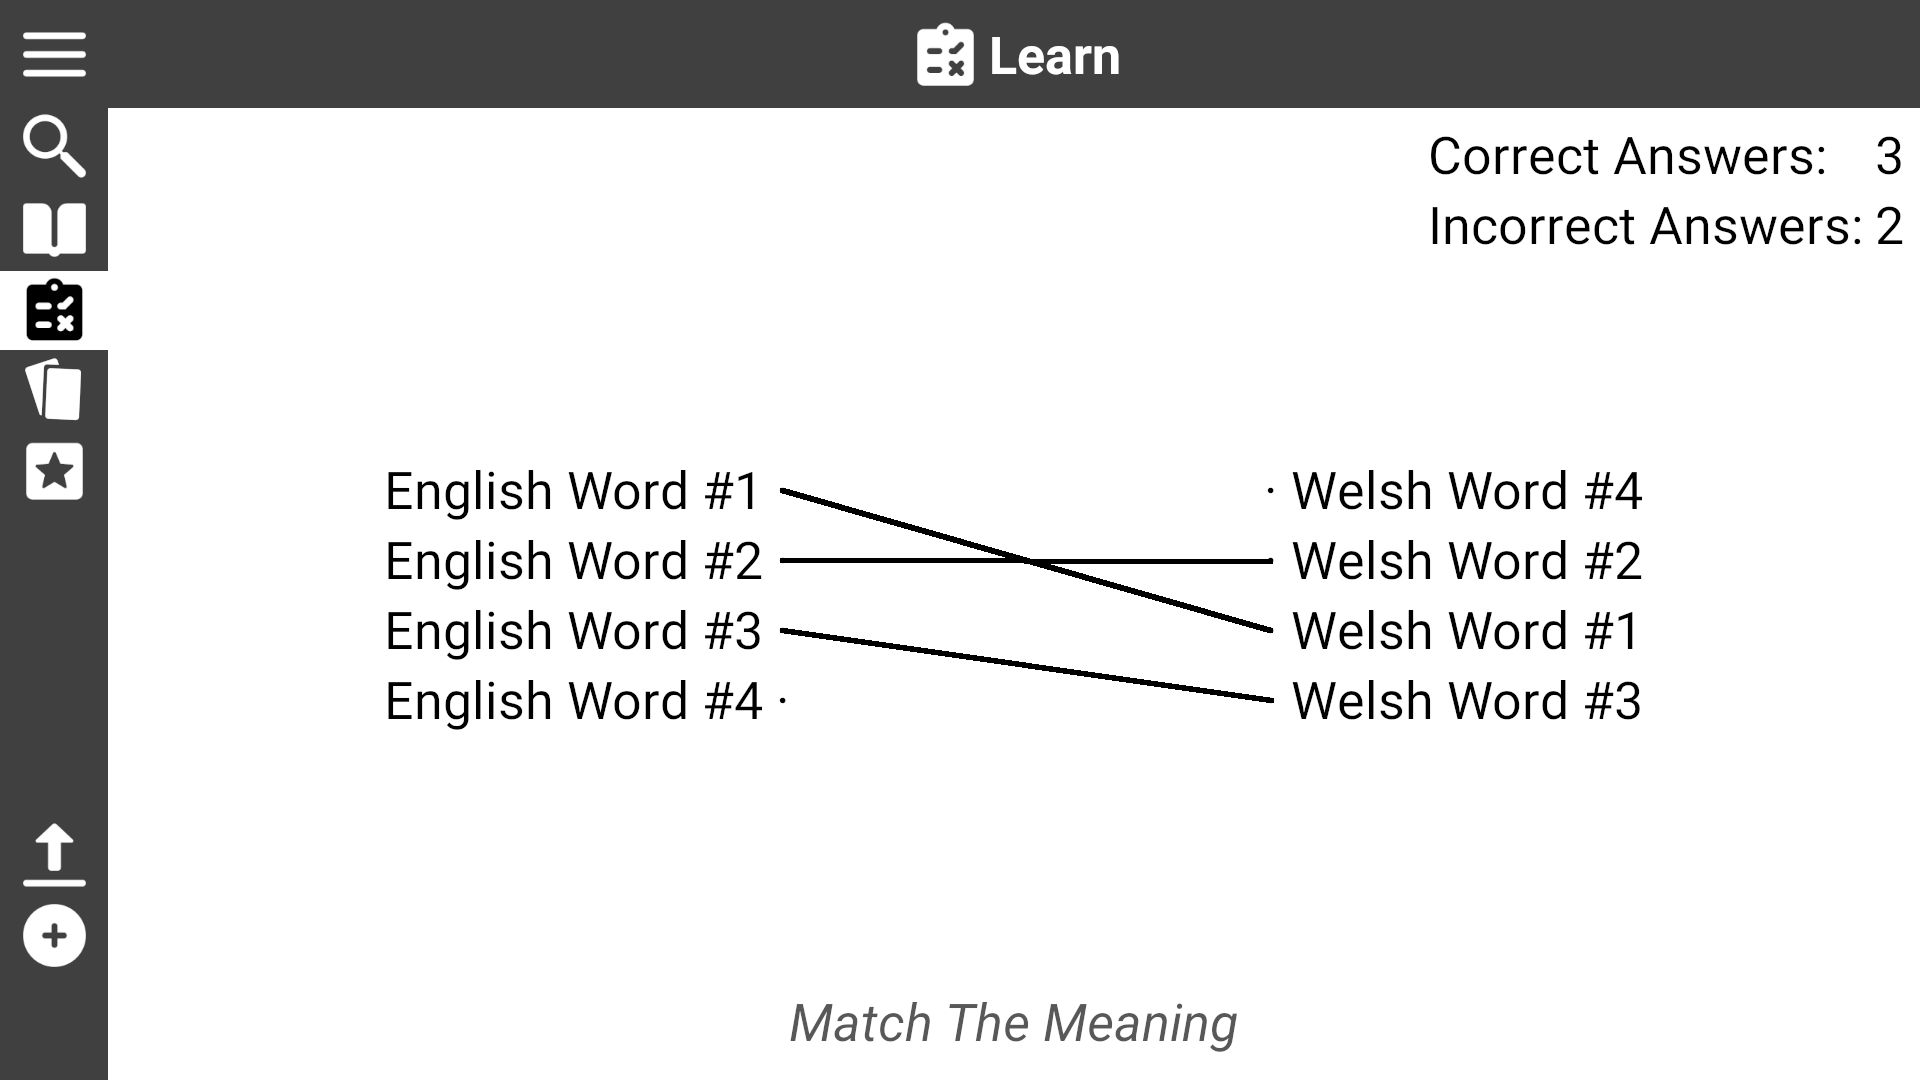 Learn
Correct Answers: 3
Incorrect Answers: 2
English Word #1 · Welsh Word #4
English Word #2 Welsh Word #2
English Word #3 Welsh Word #1
English Word #4 · Welsh Word #3
Match The Meaning